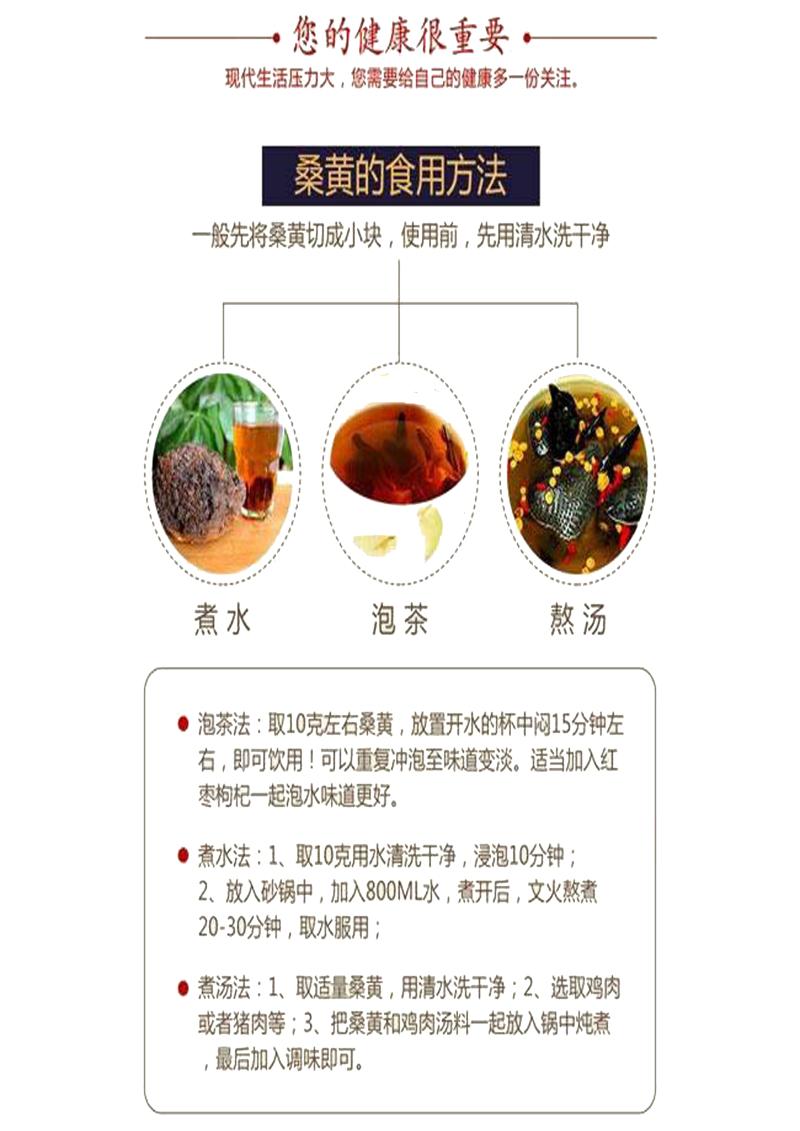 您的健康很重要
现代生活压力大，您需要给自己的健康多一份关注。
桑黄的食用方法
一般先将桑黄切成小块，使用前，先用清水洗干净
煮水
泡茶
熬汤
泡茶法：取10克左右桑黄，放置开水的杯中闷15分钟左
右，即可饮用！可以重复冲泡至味道变淡。适当加入红
枣枸杞一起泡水味道更好。
煮水法：1、取10克用水清洗干净，浸泡10分钟；
2、放入砂锅中，加入800ML水，煮开后，文火熬煮
20-30分钟，取水服用；
煮汤法：1、取适量桑黄，用清水洗干净；2、选取鸡肉
或者猪肉等；3、把桑黄和鸡肉汤料一起放入锅中炖煮
，最后加入调味即可。